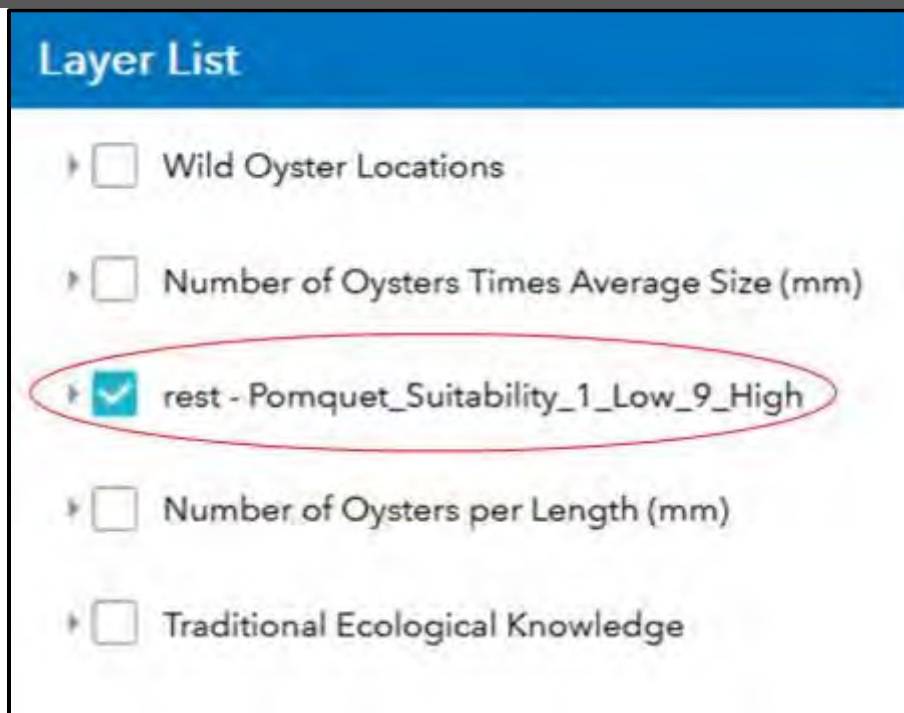 Layer List
Wild Oyster Locations
Number of Oysters Times Average Size (mm)
rest - Pomquet_Suitability_1_Low_9_High
Number of Oysters per Length (mm)
Traditional Ecological Knowledge